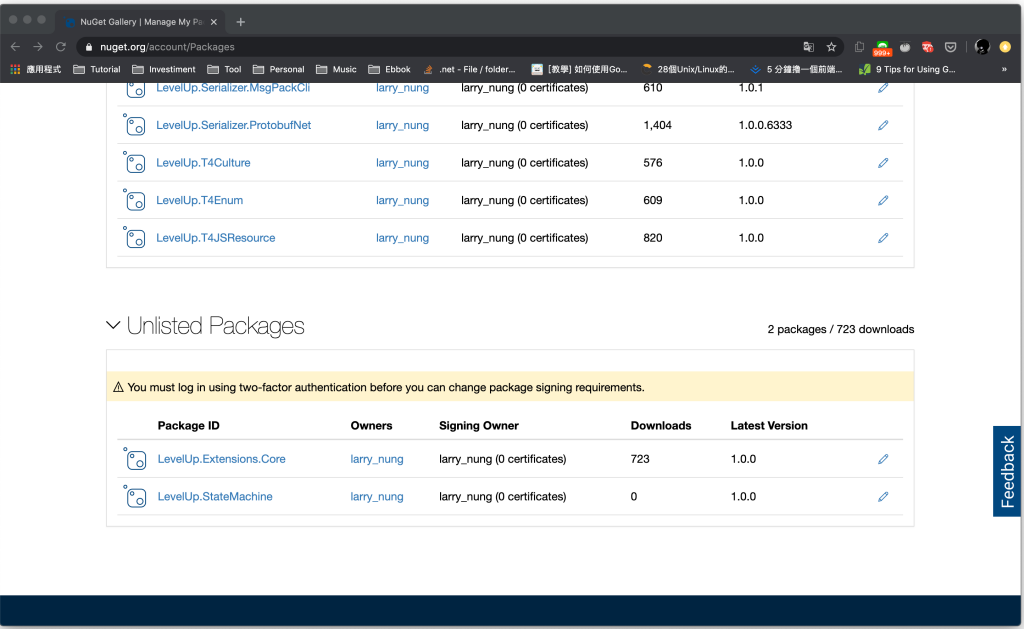 NuGet Gallery | Manage My Pa
nuget.org/account/Packages
999+
應用程式 Tutorial Investiment Tool Personal Music Ebbok .net - File / folder... [教學] 如何使用Go... 28個Unix/Linux的... 5 分鐘擼一個前端... 9 Tips for Using G... »
LevelUp.Serializer.MsgPackCli larry_nung larry_nung (0 certificates) 610 1.0.1
LevelUp.Serializer.ProtobufNet larry_nung larry_nung (0 certificates) 1,404 1.0.0.6333
LevelUp.T4Culture larry_nung larry_nung (0 certificates) 576 1.0.0
LevelUp.T4Enum larry_nung larry_nung (0 certificates) 609 1.0.0
LevelUp.T4JSResource larry_nung larry_nung (0 certificates) 820 1.0.0
Unlisted Packages
2 packages / 723 downloads
You must log in using two-factor authentication before you can change package signing requirements.
Package ID Owners Signing Owner Downloads Latest Version
LevelUp.Extensions.Core larry_nung larry_nung (0 certificates) 723 1.0.0
LevelUp.StateMachine larry_nung larry_nung (0 certificates) 0 1.0.0
Feedback